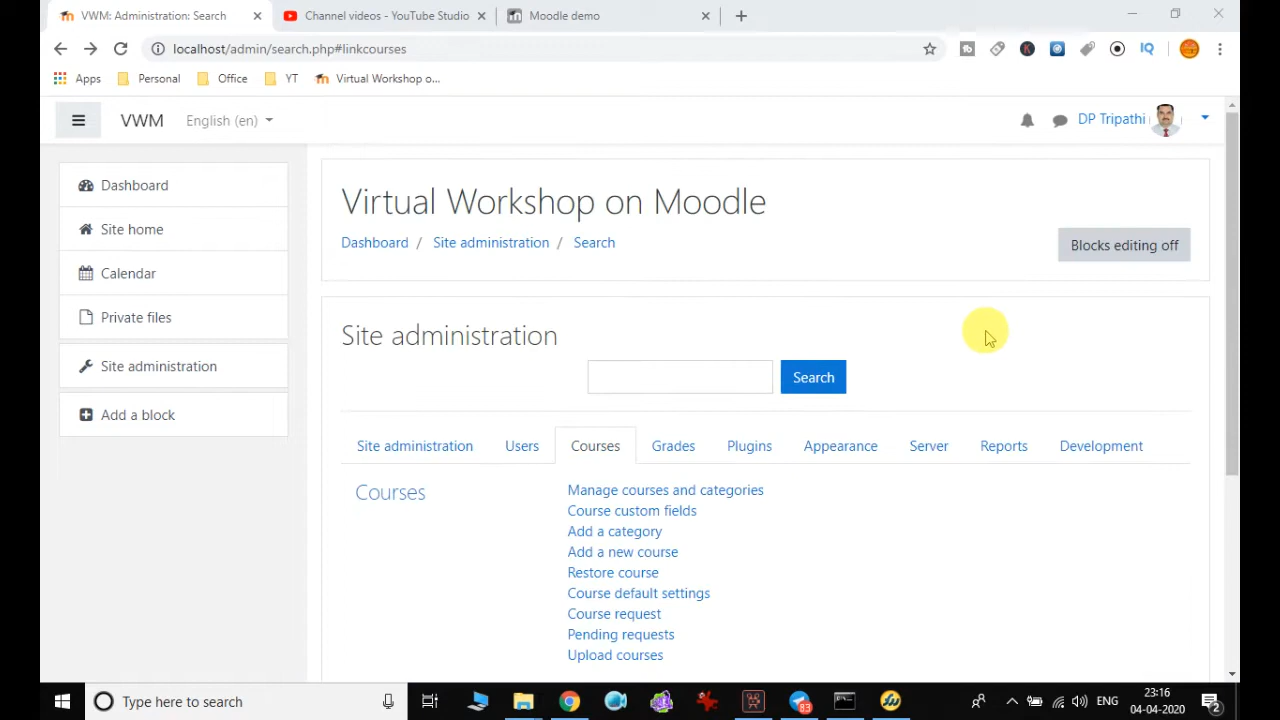 VWM: Administration: Search
Channel videos - YouTube Studio
Moodle demo
localhost/admin/search.php#linkcourses
Apps
Personal
Office
YT
Virtual Workshop o...
VWM
English (en)
DP Tripathi
Dashboard
Site home
Calendar
Private files
Site administration
Add a block
Virtual Workshop on Moodle
Dashboard / Site administration / Search
Blocks editing off
Site administration
Search
Site administration Users Courses Grades Plugins Appearance Server Reports Development
Courses
Manage courses and categories
Course custom fields
Add a category
Add a new course
Restore course
Course default settings
Course request
Pending requests
Upload courses
Type here to search
83
ENG
23:16
04-04-2020
2